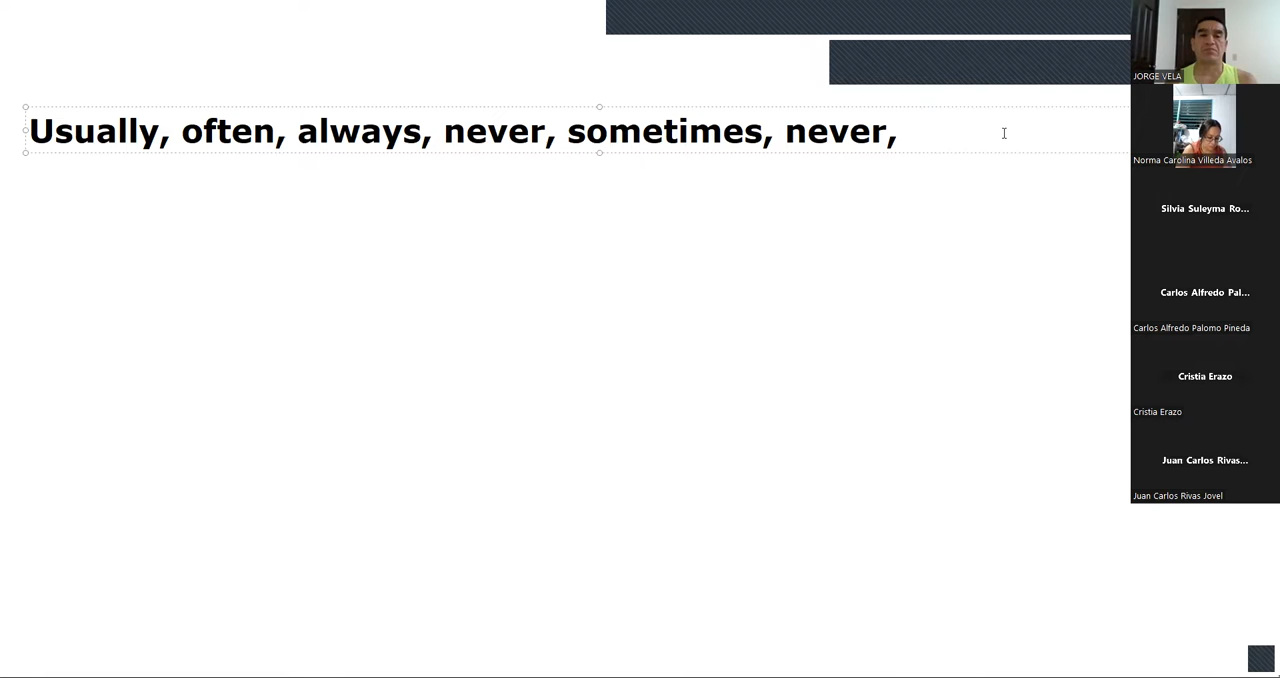 JORGE VELA
Usually, often, always, never, sometimes, never,
Norma Carolina Villeda Avalos
Silvia Suleyma Ro...
Carlos Alfredo Pal...
Carlos Alfredo Palomo Pineda
Cristia Erazo
Cristia Erazo
Juan Carlos Rivas...
Juan Carlos Rivas Jovel